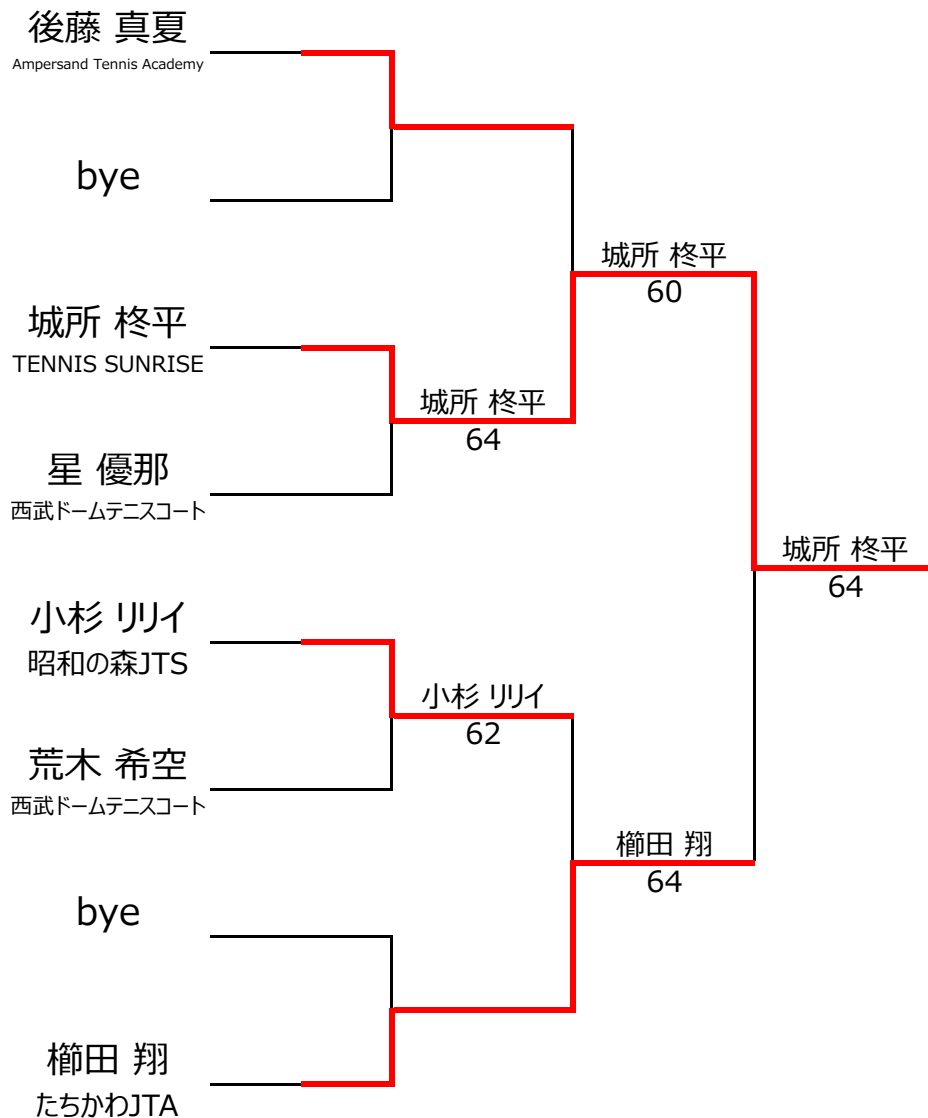 後藤 真夏
Ampersand Tennis Academy
bye
城所 柊平
60
城所 柊平
TENNIS SUNRISE
城所 柊平
64
星 優那
西武ドームテニスコート
城所 柊平
64
小杉 リリイ
昭和の森JTS
小杉 リリイ
62
荒木 希空
西武ドームテニスコート
櫛田 翔
64
bye
櫛田 翔
たちかわJTA